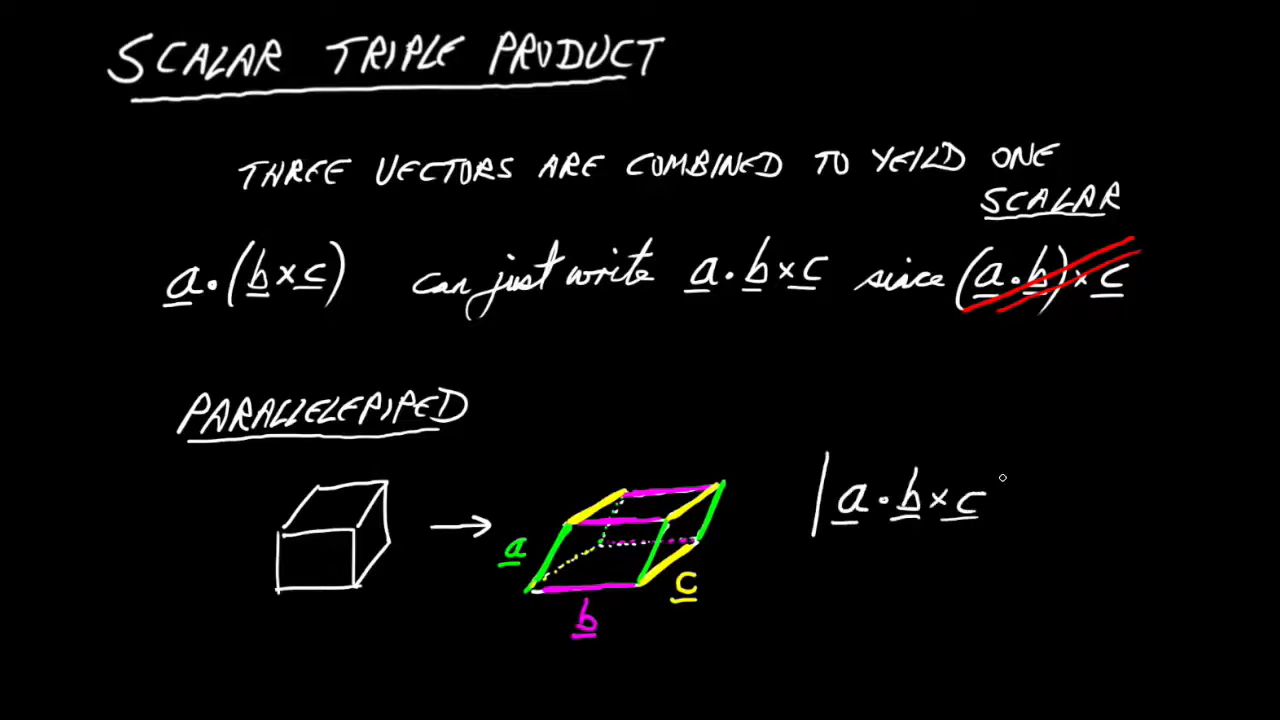 SCALAR TRIPLE PRODUCT
THREE VECTORS ARE COMBINED TO YEILD ONE
SCALAR
a·(b×c) can just write a·b×c since (a·b)×c
PARALLELEPIPED
|a·b×c
a
c
b